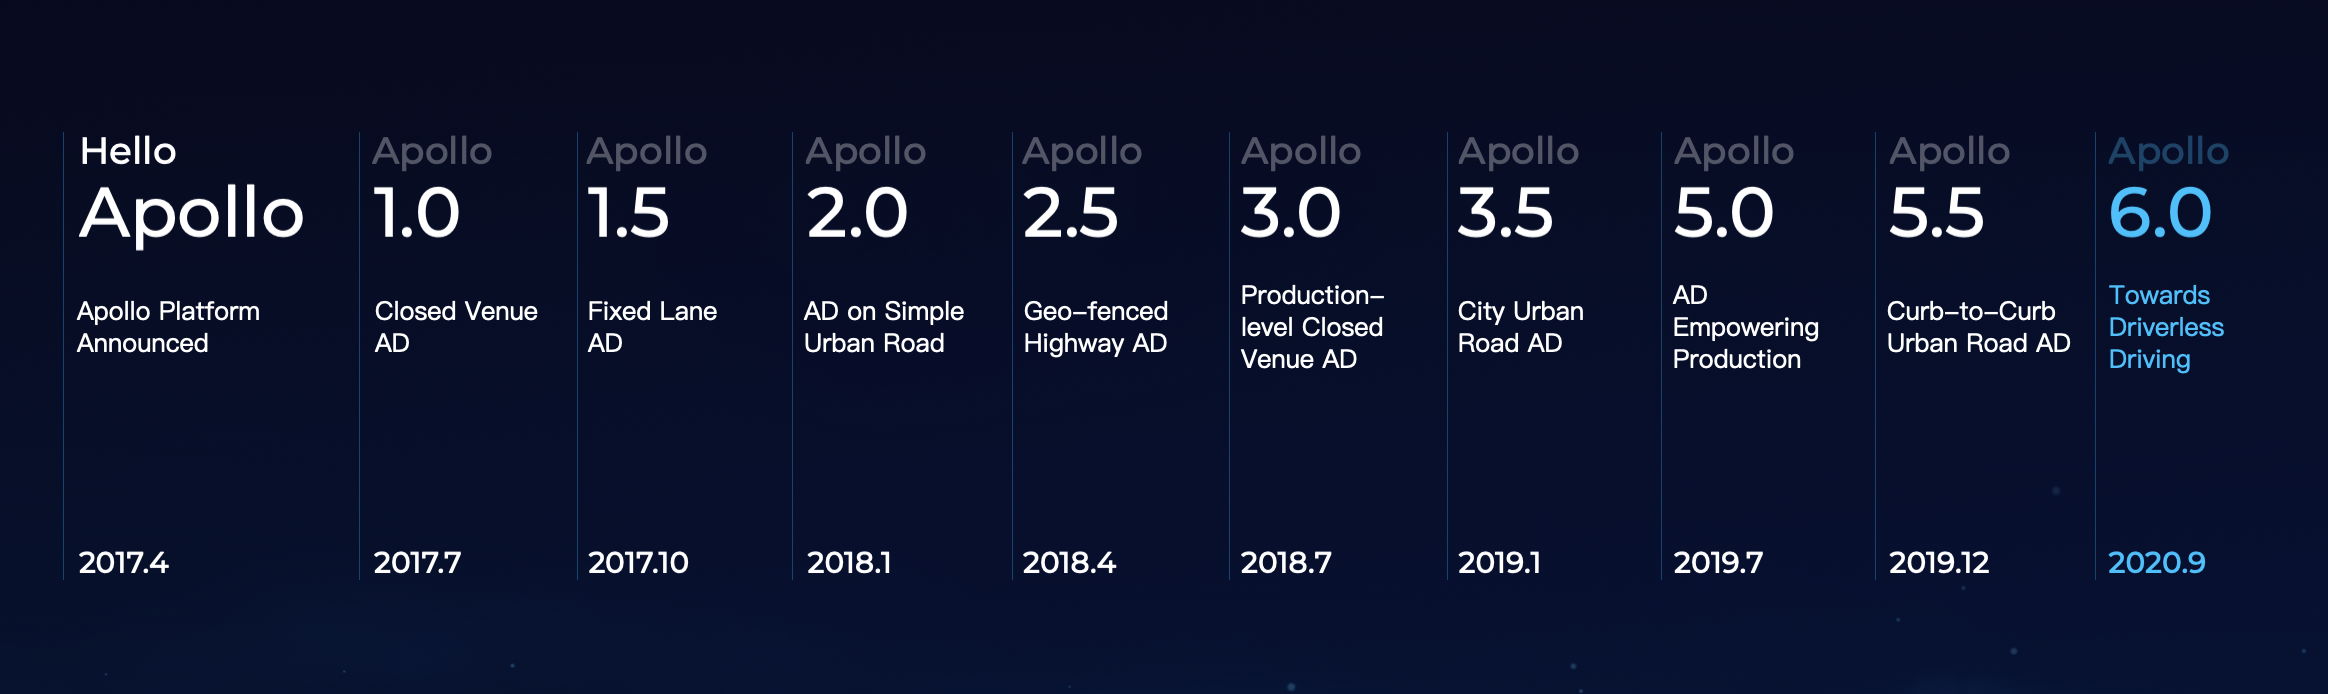 Hello
Apollo
Apollo Platform
Announced
2017.4
Apollo
1.0
Closed Venue
AD
2017.7
Apollo
1.5
Fixed Lane
AD
2017.10
Apollo
2.0
AD on Simple
Urban Road
2018.1
Apollo
2.5
Geo-fenced
Highway AD
2018.4
Apollo
3.0
Production-
level Closed
Venue AD
2018.7
Apollo
3.5
City Urban
Road AD
2019.1
Apollo
5.0
AD
Empowering
Production
2019.7
Apollo
5.5
Curb-to-Curb
Urban Road AD
2019.12
Apollo
6.0
Towards
Driverless
Driving
2020.9